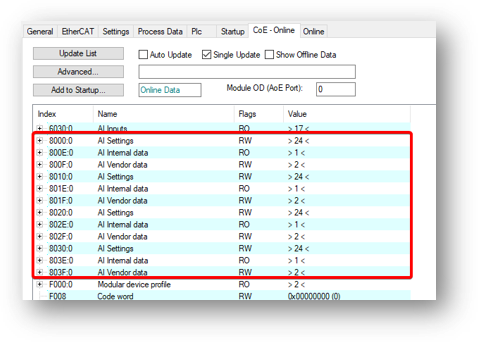 General EtherCAT Settings Process Data Plc Startup CoE - Online Online
Update List Auto Update Single Update Show Offline Data
Advanced...
Add to Startup... Online Data Module OD (AoE Port): 0
Index Name Flags Value
6030:0 AI Inputs RO > 17 <
8000:0 AI Settings RW > 24 <
800E:0 AI Internal data RO > 1 <
800F:0 AI Vendor data RW > 2 <
8010:0 AI Settings RW > 24 <
801E:0 AI Internal data RO > 1 <
801F:0 AI Vendor data RW > 2 <
8020:0 AI Settings RW > 24 <
802E:0 AI Internal data RO > 1 <
802F:0 AI Vendor data RW > 2 <
8030:0 AI Settings RW > 24 <
803E:0 AI Internal data RO > 1 <
803F:0 AI Vendor data RW > 2 <
F000:0 Modular device profile RO > 2 <
F008 Code word RW 0x00000000 (0)